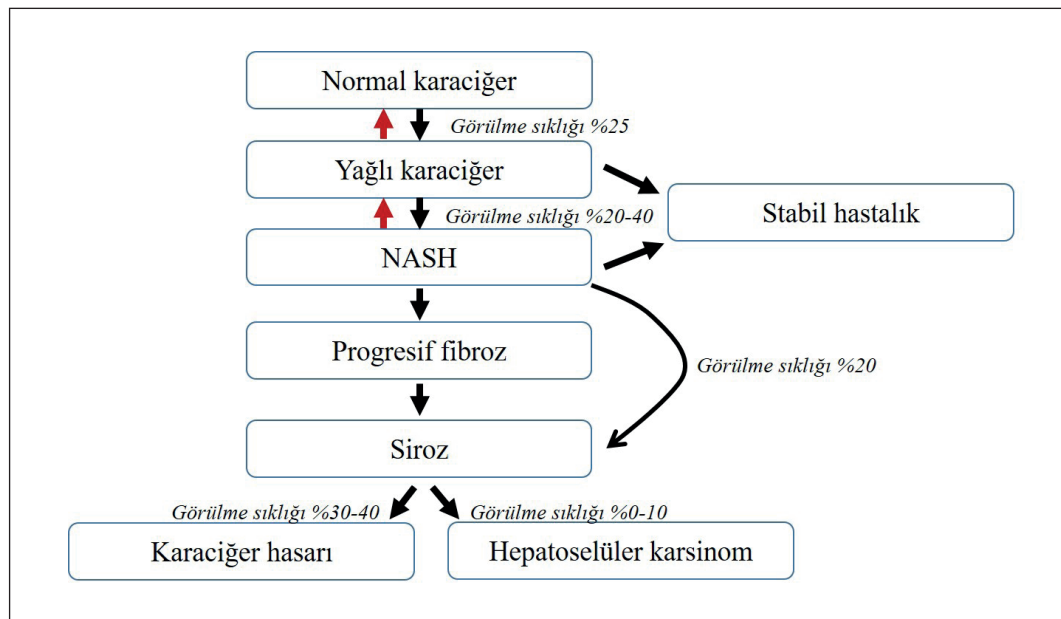 Normal karaciğer
Görülme sıklığı %25
Yağlı karaciğer
Görülme sıklığı %20-40
Stabil hastalık
NASH
Progresif fibroz
Görülme sıklığı %20
Siroz
Görülme sıklığı %30-40
Görülme sıklığı %0-10
Karaciğer hasarı
Hepatoselüler karsinom